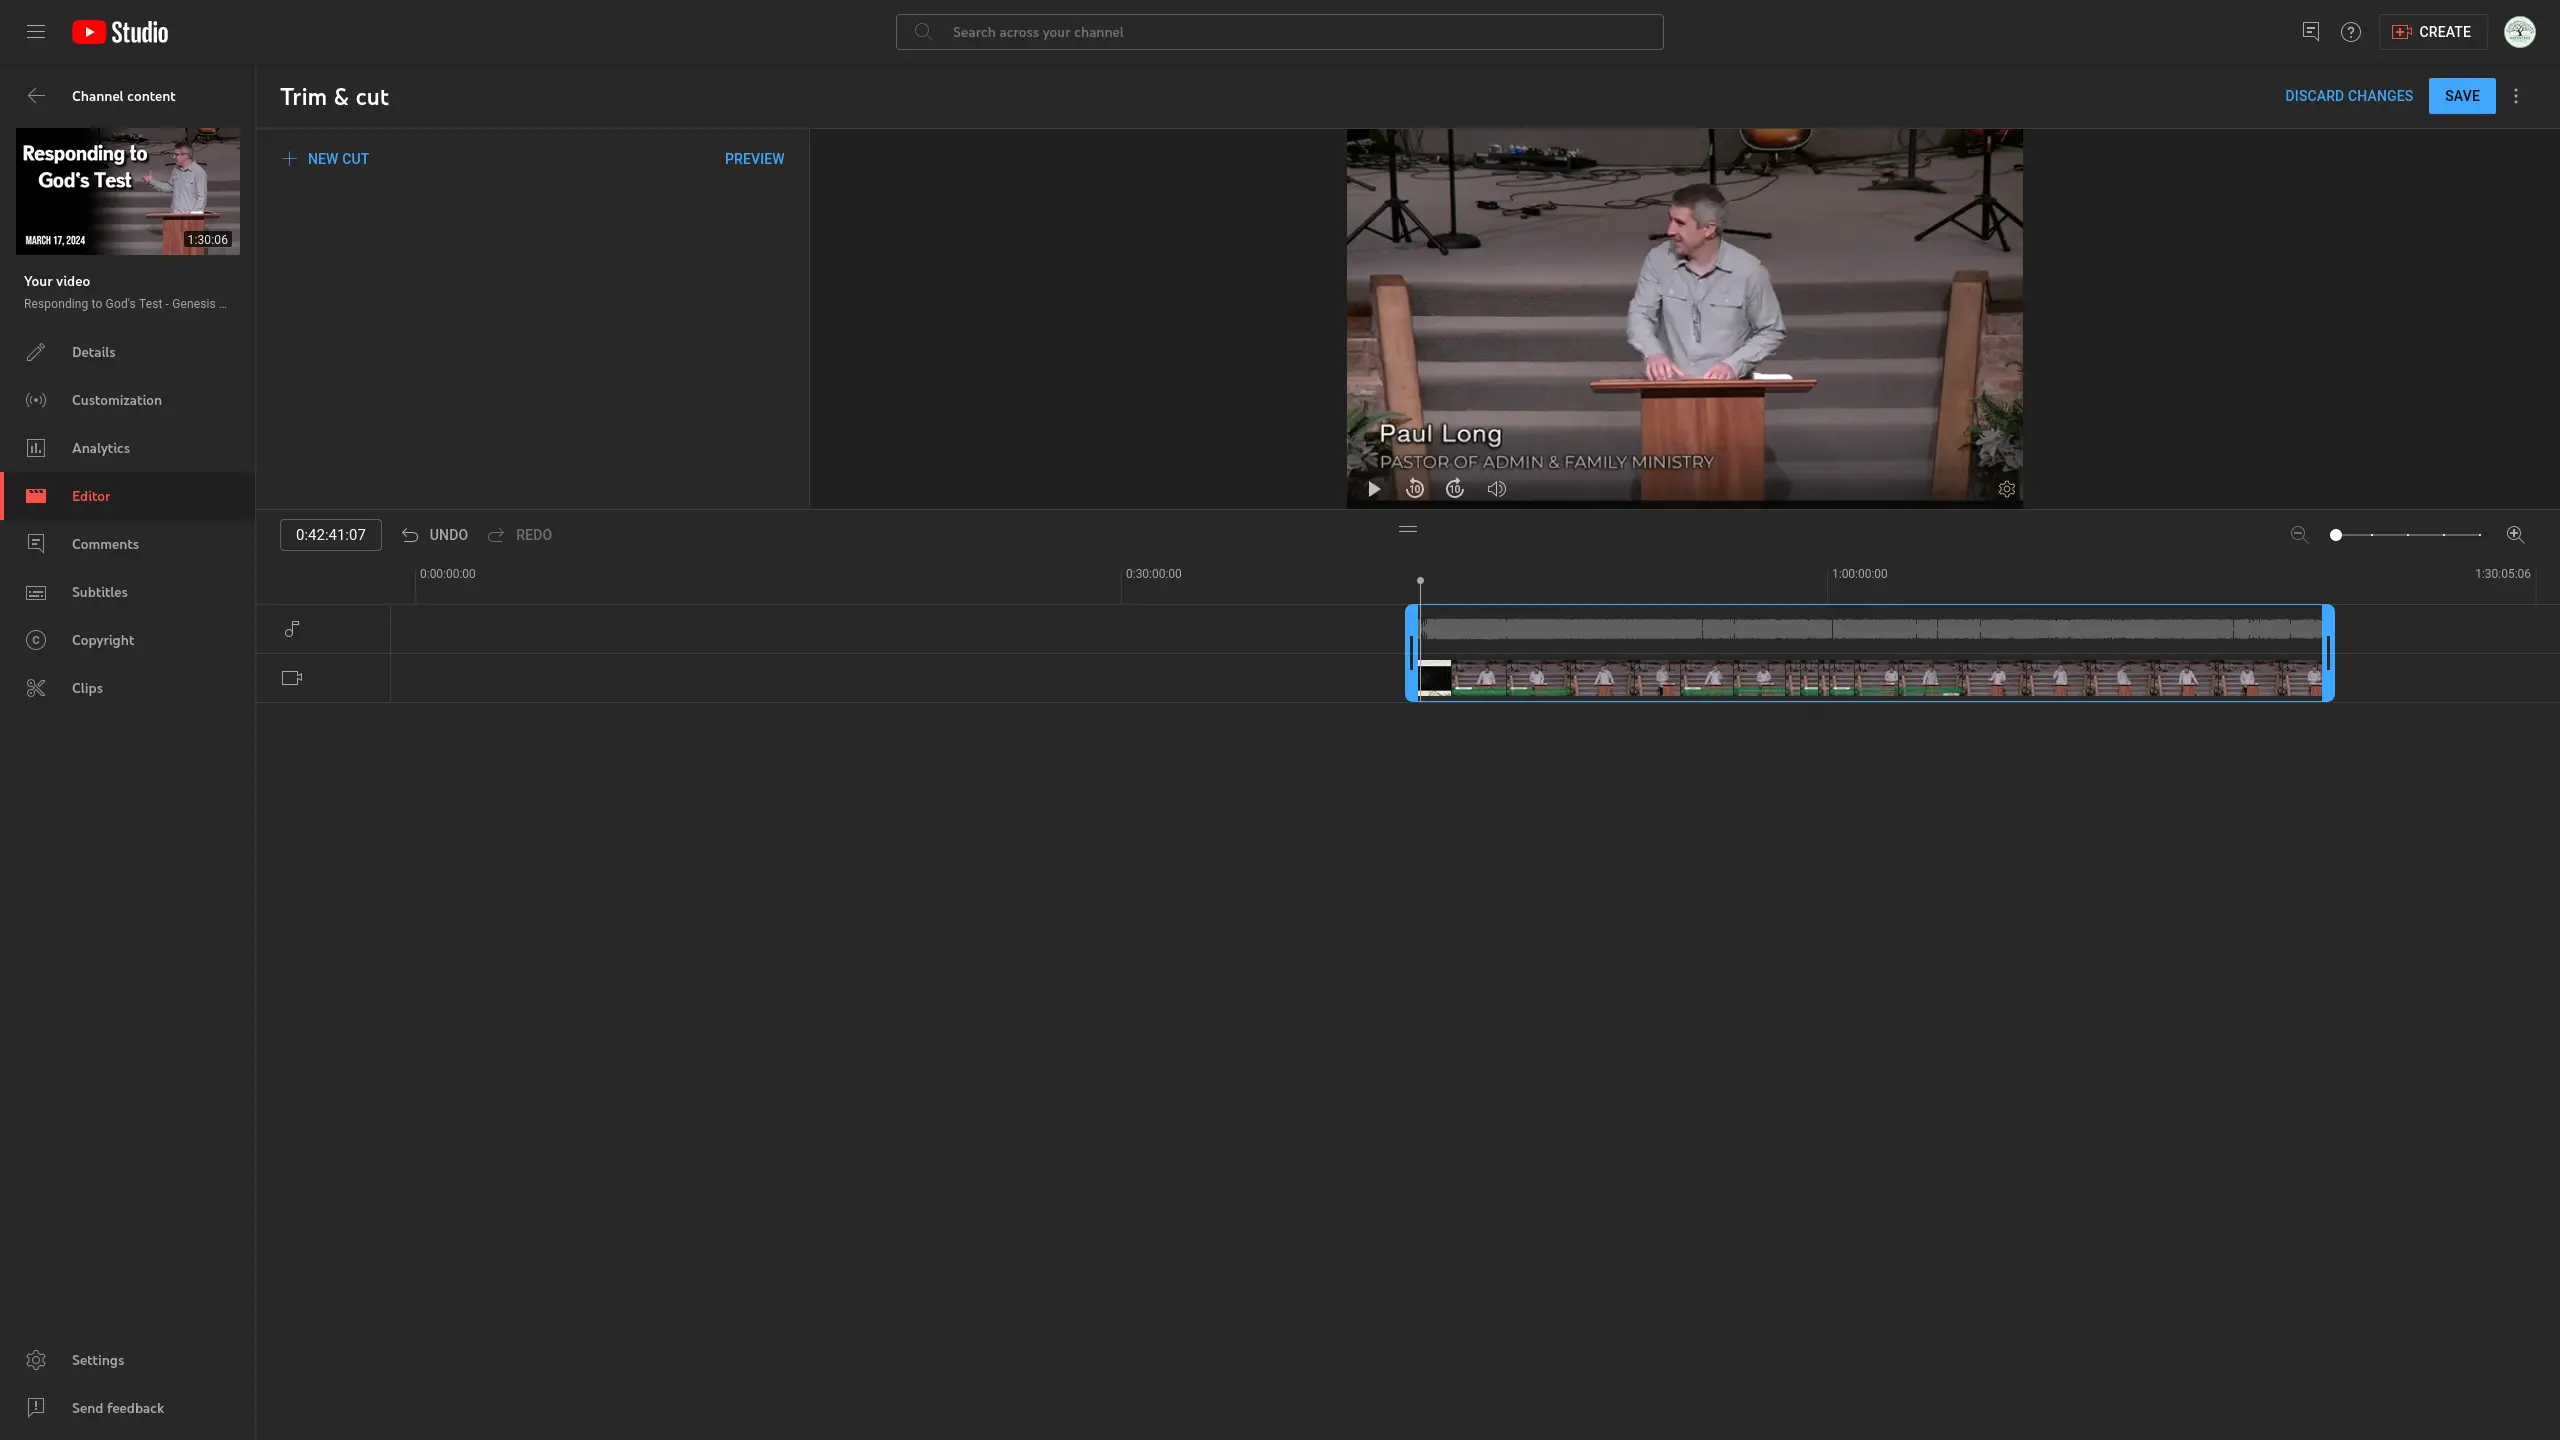 Studio
Search across your channel
CREATE
Channel content
Trim & cut
DISCARD CHANGES
SAVE
Responding to
God's Test
MARCH 17, 2024
1:30:06
NEW CUT
PREVIEW
Your video
Responding to God's Test - Genesis ...
Details
Customization
Analytics
Editor
Comments
Subtitles
Copyright
Clips
Paul Long
PASTOR OF ADMIN & FAMILY MINISTRY
10
10
0:42:41:07
UNDO
REDO
0:00:00:00
0:30:00:00
1:00:00:00
1:30:05:06
Settings
Send feedback